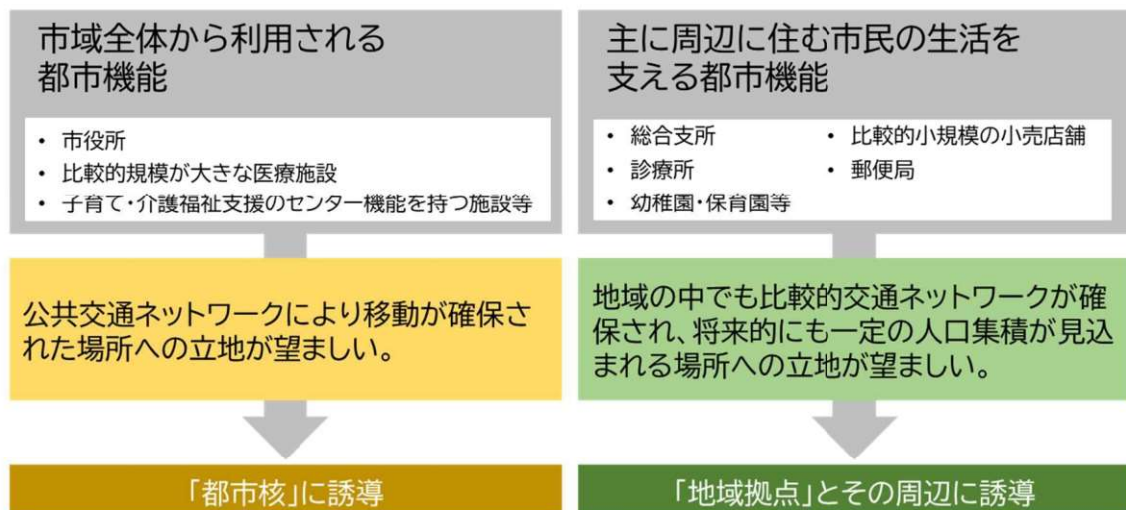 市域全体から利用される
都市機能
• 市役所
• 比較的規模が大きな医療施設
• 子育て・介護福祉支援のセンター機能を持つ施設等
公共交通ネットワークにより移動が確保さ
れた場所への立地が望ましい。
「都市核」に誘導
主に周辺に住む市民の生活を
支える都市機能
• 総合支所
• 診療所
• 幼稚園・保育園等
• 比較的小規模の小売店舗
• 郵便局
地域の中でも比較的交通ネットワークが確
保され、将来的にも一定の人口集積が見込
まれる場所への立地が望ましい。
「地域拠点」とその周辺に誘導